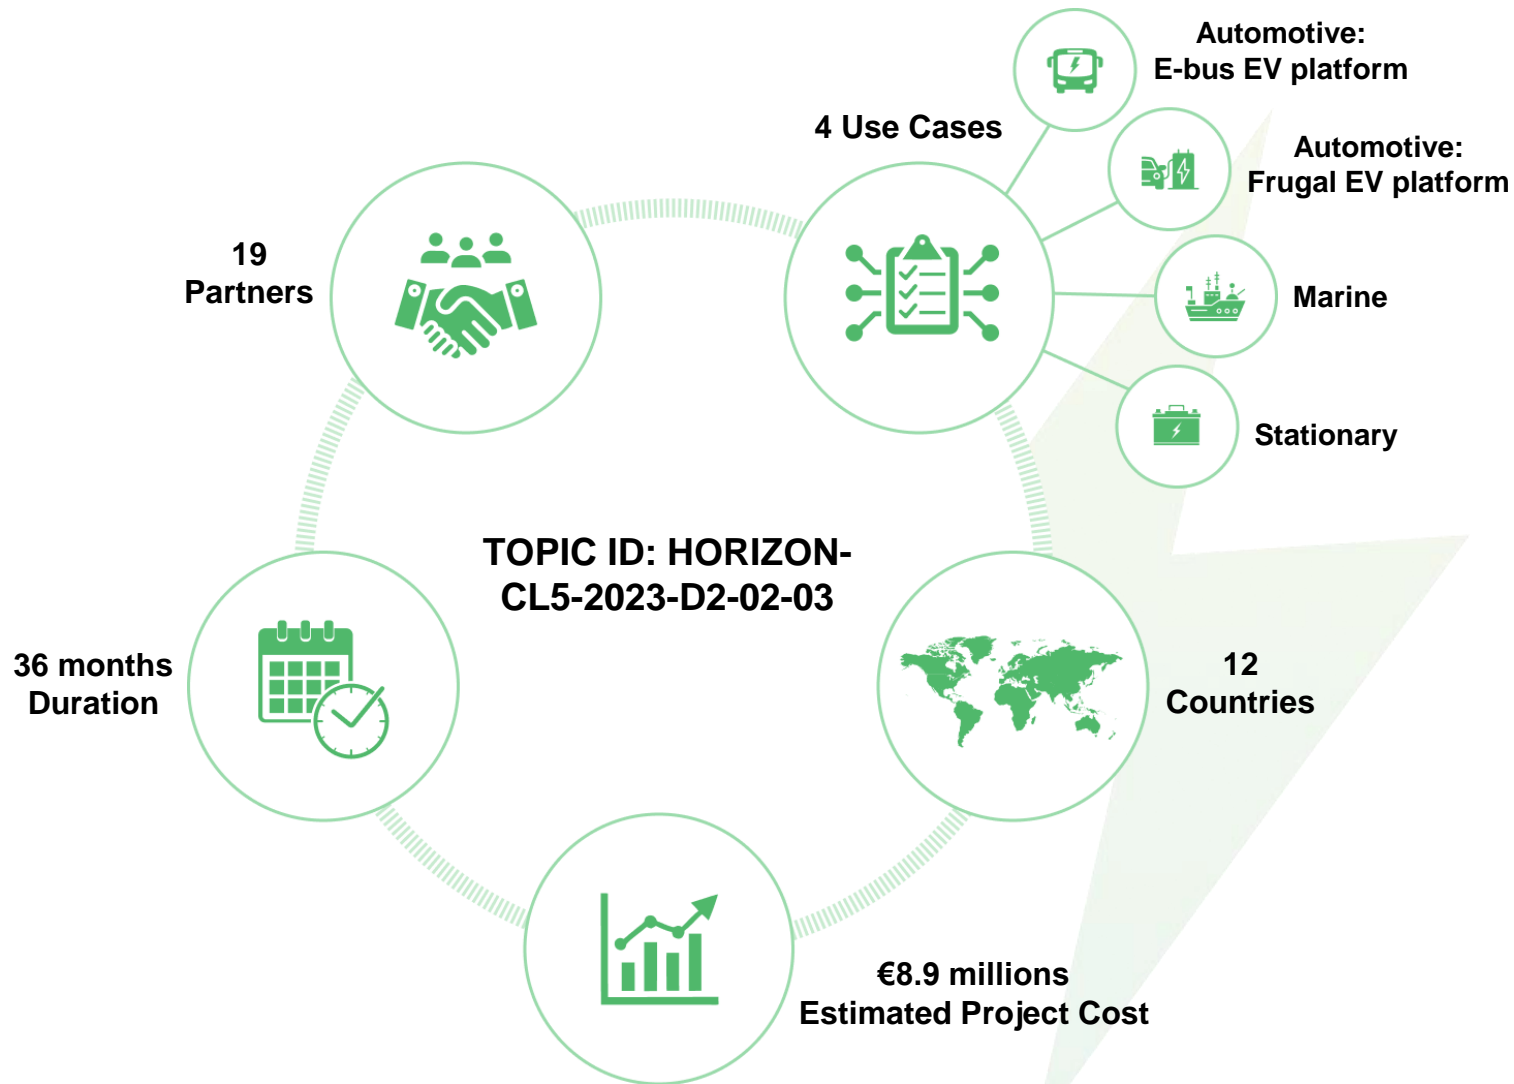 Automotive:
E-bus EV platform
4 Use Cases
Automotive:
Frugal EV platform
19
Partners
Marine
Stationary
TOPIC ID: HORIZON-
CL5-2023-D2-02-03
36 months
Duration
12
Countries
€8.9 millions
Estimated Project Cost